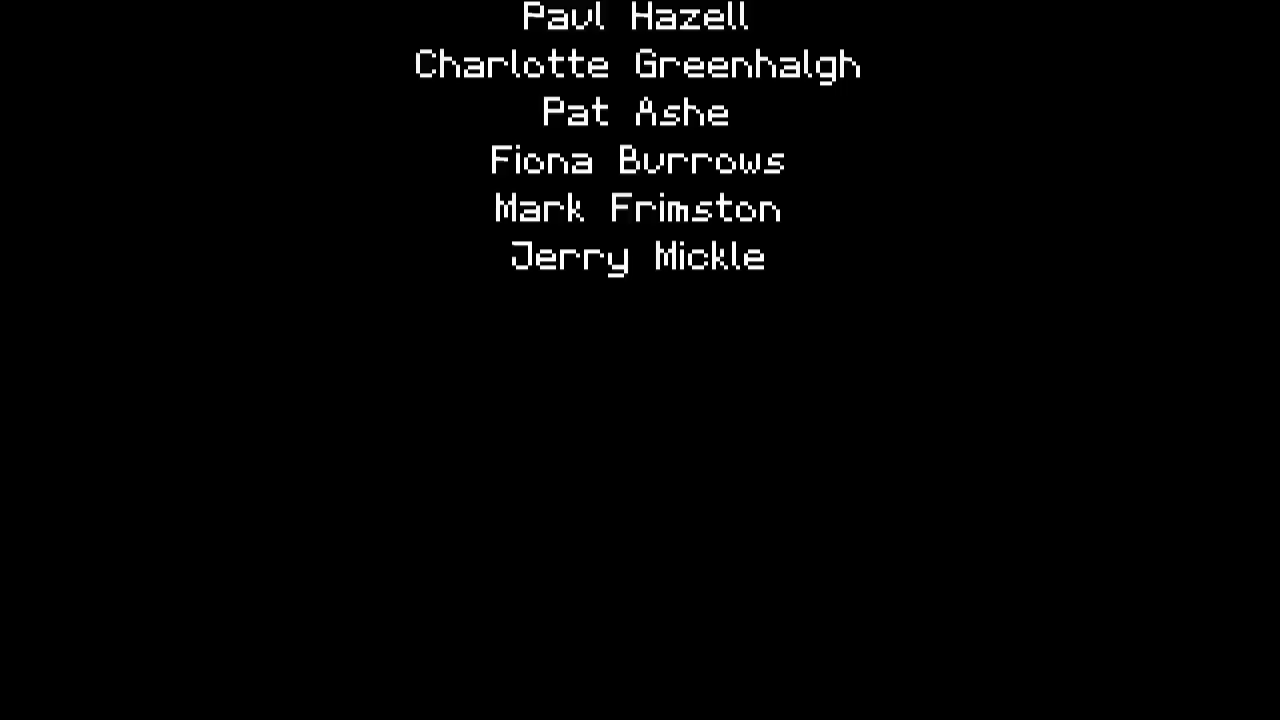 Paul Hazell
Charlotte Greenhalgh
Pat Ashe
Fiona Burrows
Mark Frimston
Jerry Mickle